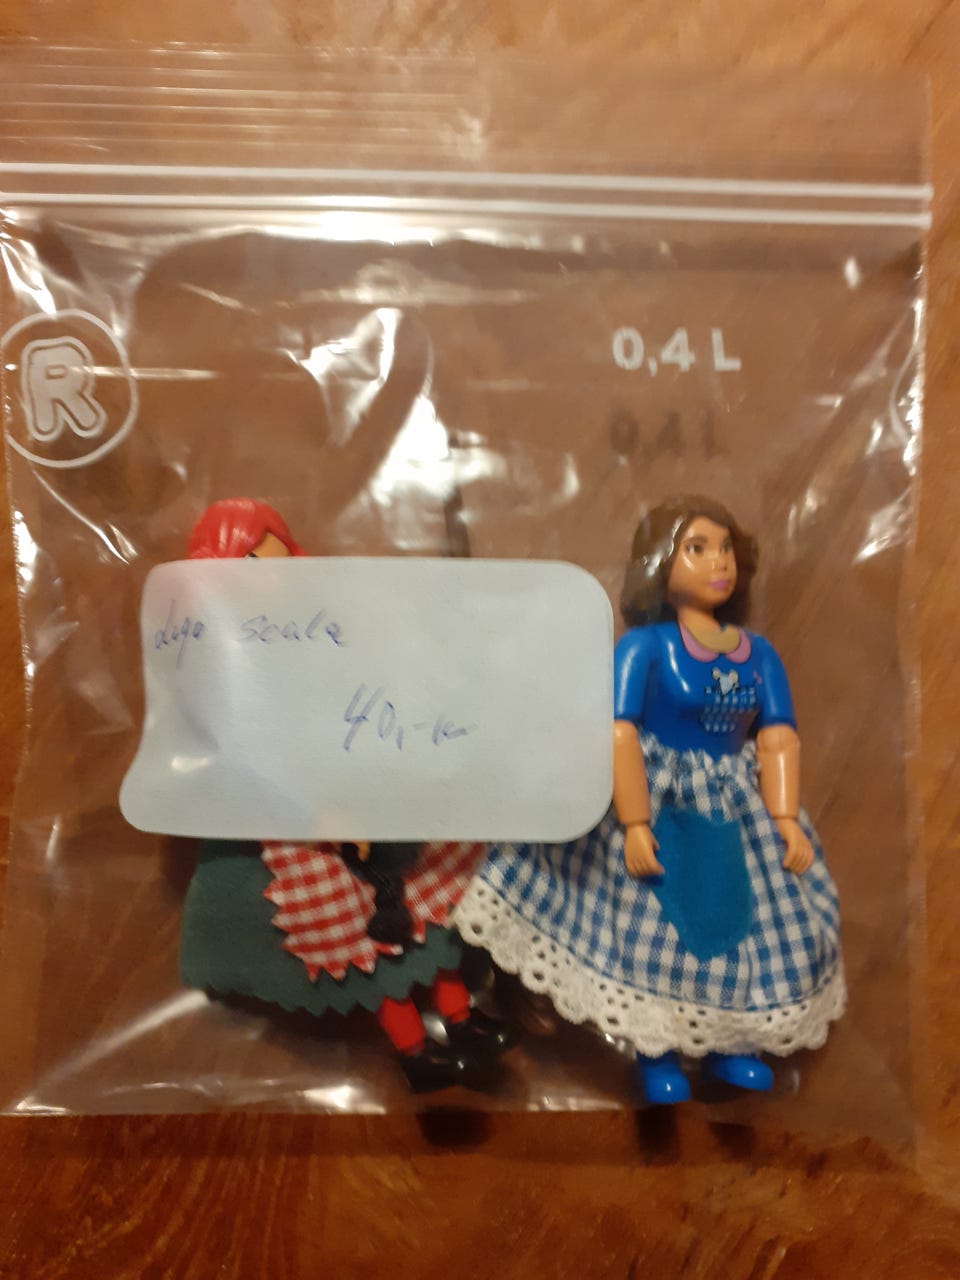 R
0,4 L
Lego scala
40,-kr